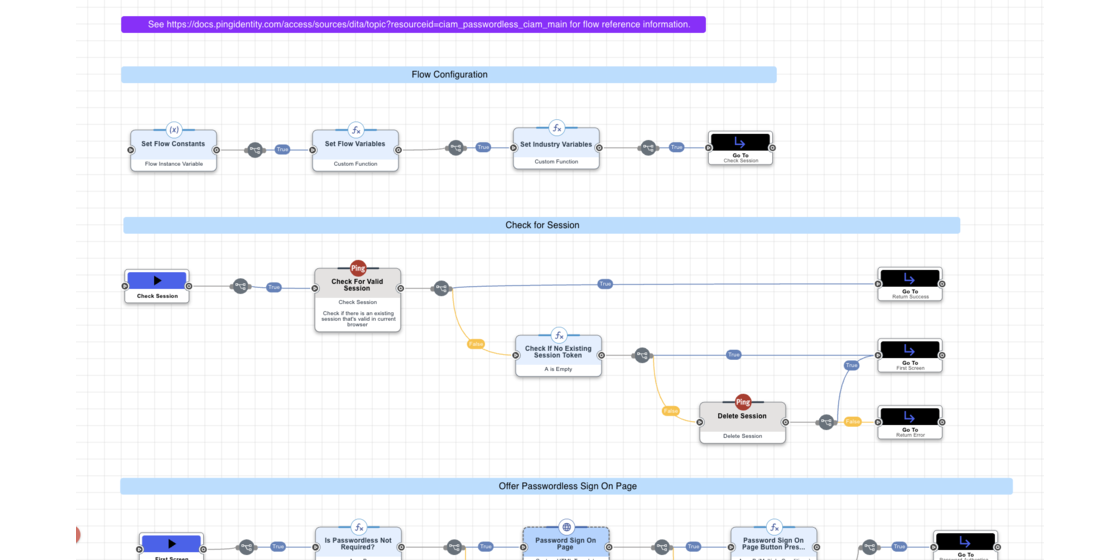 See https://docs.pingidentity.com/access/sources/dita/topic?resourceid=ciam_passwordless_ciam_main for flow reference information.
Flow Configuration
Set Flow Constants
Flow Instance Variable
True
Set Flow Variables
Custom Function
True
Set Industry Variables
Custom Function
True
Go To
Check Session
Check for Session
Check Session
True
Ping
Check For Valid
Session
Check Session
Check if there is an existing
session that's valid in current
browser
True
Go To
Return Success
False
Check If No Existing
Session Token
A is Empty
True
Go To
First Screen
False
Ping
Delete Session
Delete Session
True
False
Go To
Return Error
Offer Passwordless Sign On Page
First Screen
True
Is Passwordless Not
Required?
True
Password Sign On
Page
True
Password Sign On
Page Button Pres...
True
Go To